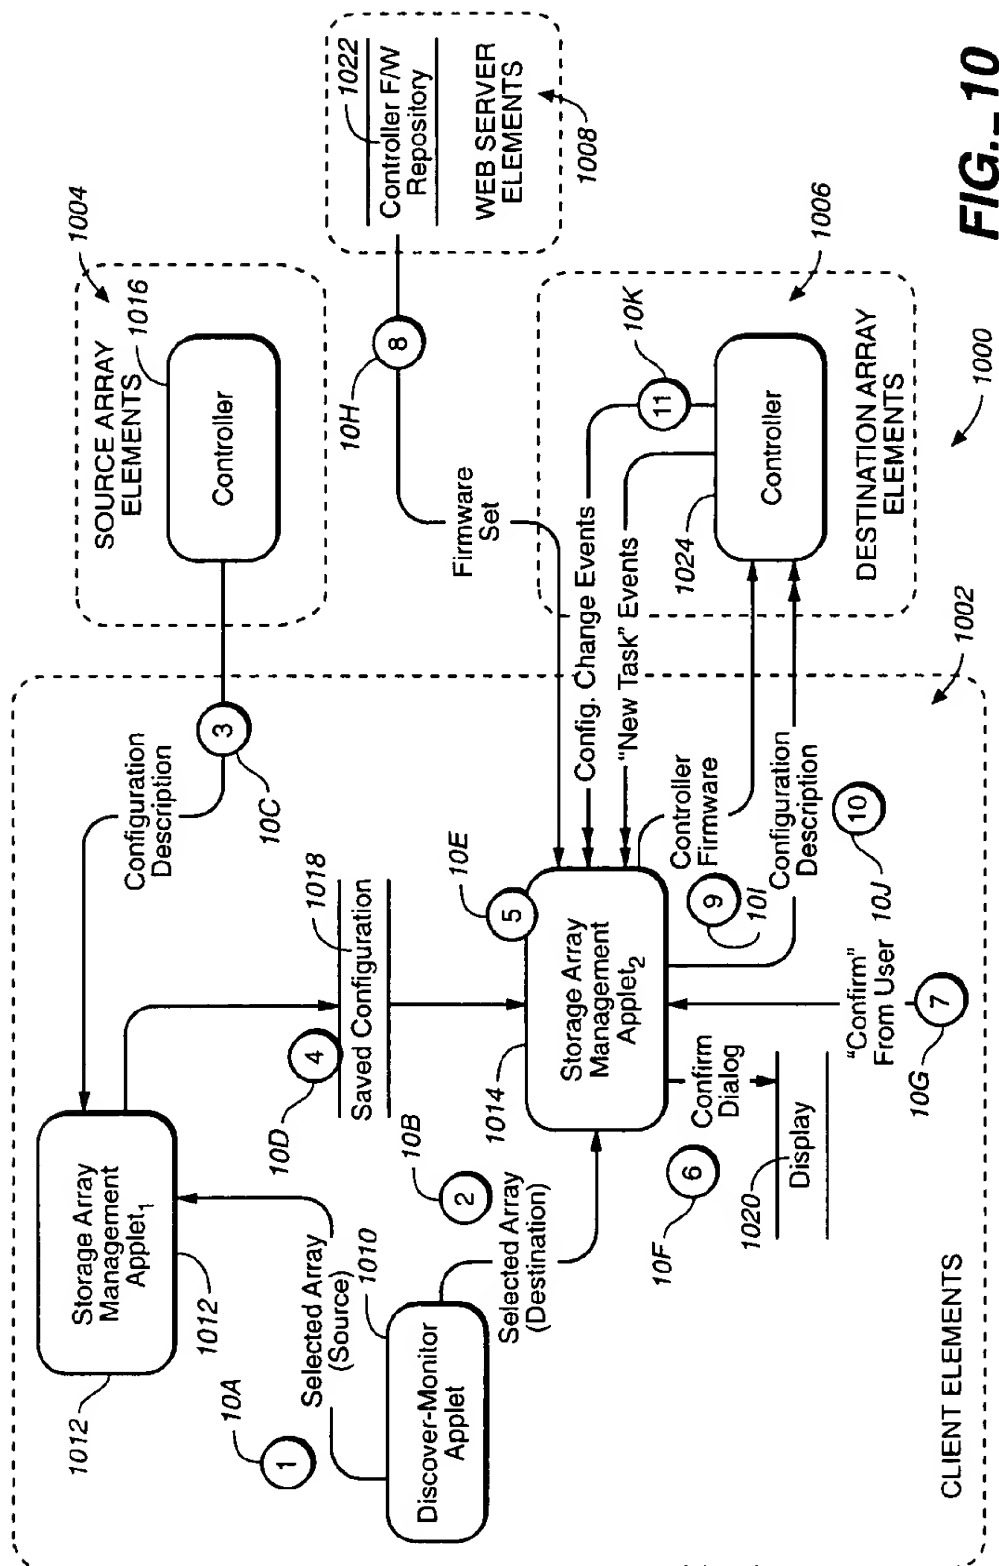 1004
SOURCE ARRAY
ELEMENTS
1016
Controller
1022
Controller F/W
Repository
WEB SERVER
ELEMENTS
1008
8
10H
Firmware
Set
3
10C
Configuration
Description
1012
Storage Array
Management
Applet1
1012
10A
1
Selected Array
(Source)
1010
Discover-Monitor
Applet
10B
2
Selected Array
(Destination)
10D
4
1018
Saved Configuration
10E
5
1014
Storage Array
Management
Applet2
Config. Change Events
"New Task" Events
10K
11
1006
1024
Controller
DESTINATION ARRAY
ELEMENTS
Controller
Firmware
9
10I
Configuration
Description
10
10J
"Confirm"
From User
7
10G
Confirm
Dialog
6
10F
1020
Display
CLIENT ELEMENTS
1002
1000
FIG._10